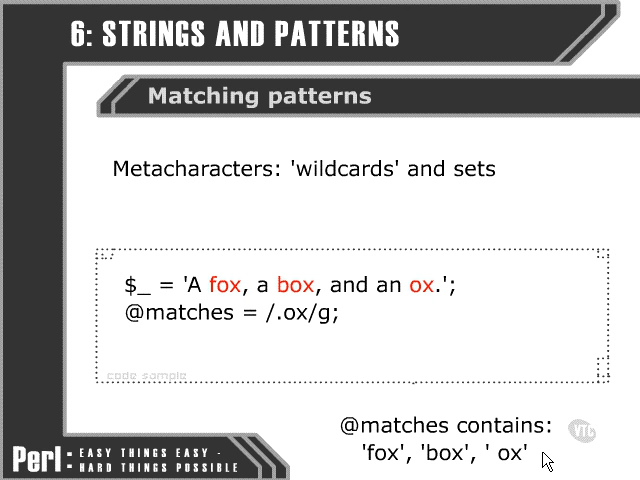 6: STRINGS AND PATTERNS
Matching patterns
Metacharacters: 'wildcards' and sets
$_ = 'A fox, a box, and an ox.';
@matches = /.ox/g;
code sample
@matches contains:
'fox', 'box', ' ox'
VTC
Perl: EASY THINGS EASY -
HARD THINGS POSSIBLE